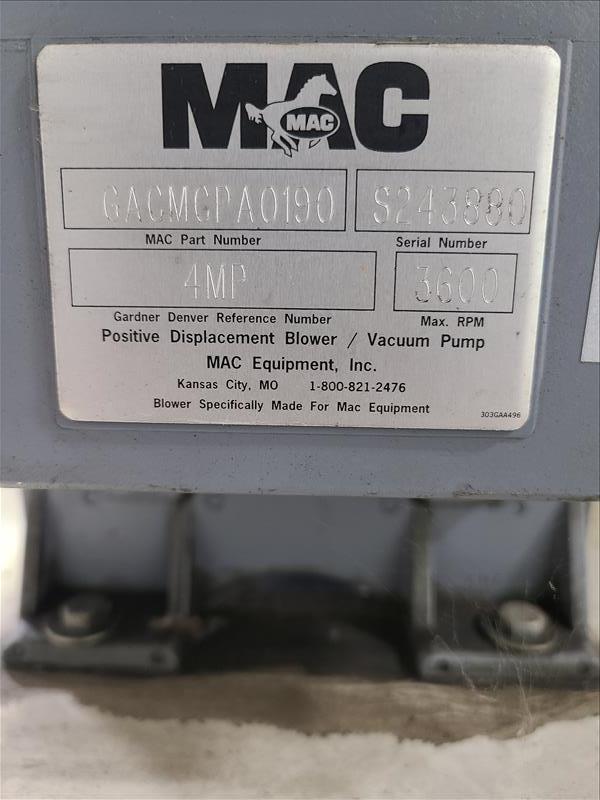 MAC
MAC
GACMGPA0190 S243880
MAC Part Number Serial Number
4MP 3600
Gardner Denver Reference Number Max. RPM
Positive Displacement Blower / Vacuum Pump
MAC Equipment, Inc.
Kansas City, MO 1-800-821-2476
Blower Specifically Made For Mac Equipment
303GAA496